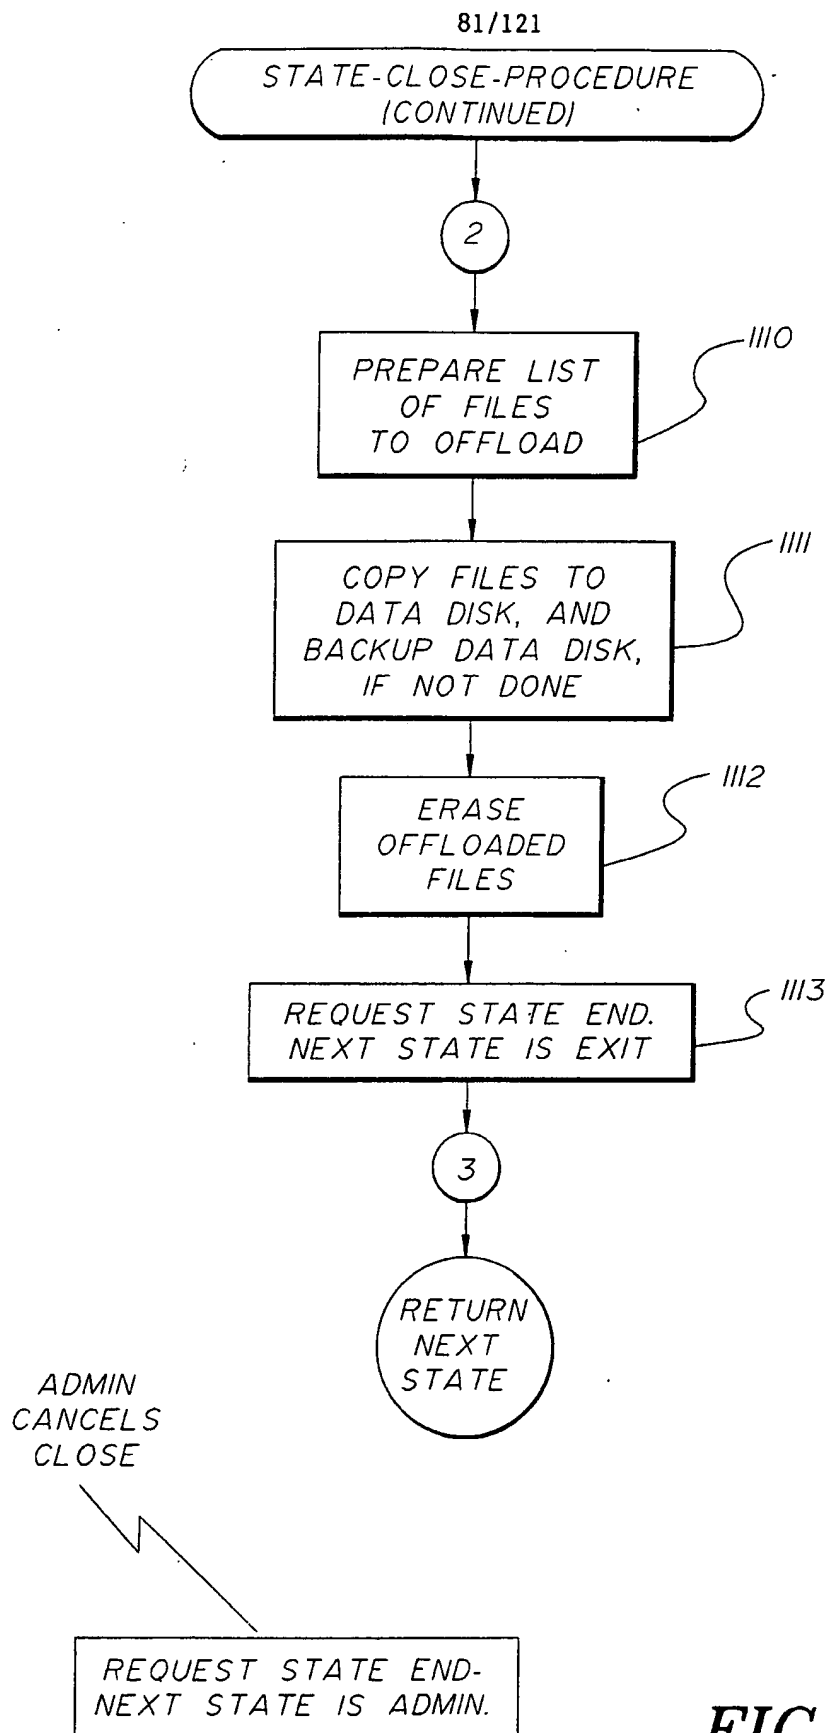 81/121
STATE-CLOSE-PROCEDURE
(CONTINUED)
2
1110
PREPARE LIST
OF FILES
TO OFFLOAD
1111
COPY FILES TO
DATA DISK, AND
BACKUP DATA DISK,
IF NOT DONE
1112
ERASE
OFFLOADED
FILES
1113
REQUEST STATE END.
NEXT STATE IS EXIT
3
RETURN
NEXT
STATE
ADMIN
CANCELS
CLOSE
REQUEST STATE END-
NEXT STATE IS ADMIN.
FIG